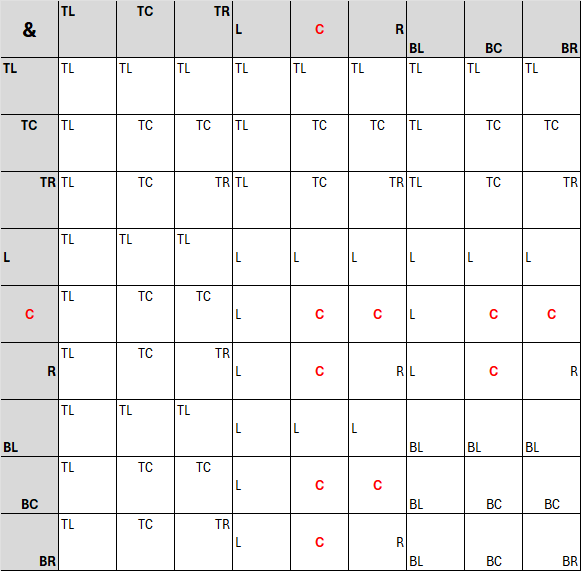 & TL TC TR L C R BL BC BR
TL TL TL TL TL TL TL TL TL TL
TC TL TC TC TL TC TC TL TC TC
TR TL TC TR TL TC TR TL TC TR
L TL TL TL L L L L L L
C TL TC TC L C C L C C
R TL TC TR L C R L C R
BL TL TL TL L L L BL BL BL
BC TL TC TC L C C BL BC BC
BR TL TC TR L C R BL BC BR